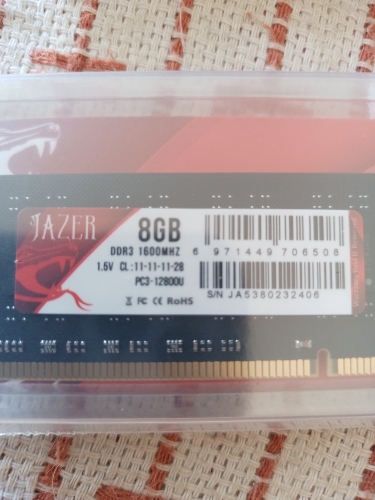 JAZER
8GB
DDR3 1600MHZ
1.5V CL:11-11-11-28
PC3-12800U
CE FC RoHS
6 971449 706508
S/N JA5380232406